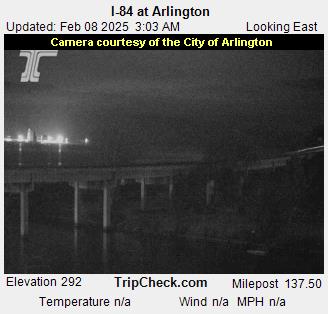 I-84 at Arlington
Updated: Feb 08 2025 3:03 AM Looking East
Camera courtesy of the City of Arlington
Elevation 292 TripCheck.com Milepost 137.50
Temperature n/a Wind n/a MPH n/a